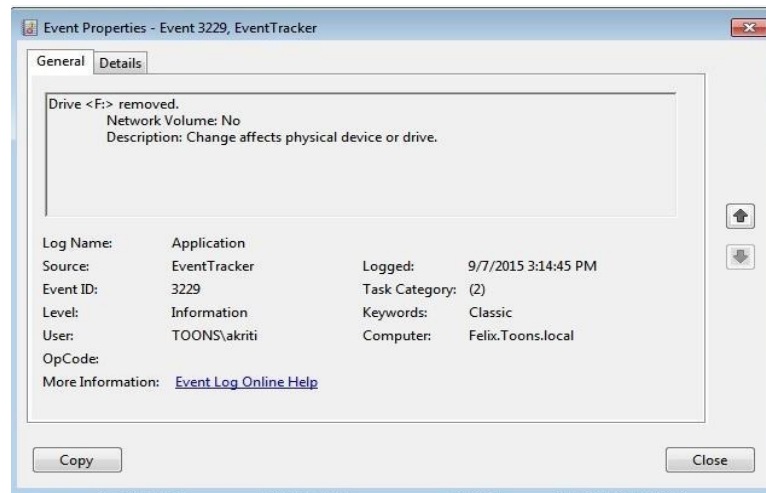 Event Properties - Event 3229, EventTracker
General Details
Drive <F:> removed.
Network Volume: No
Description: Change affects physical device or drive.
Log Name: Application
Source: EventTracker Logged: 9/7/2015 3:14:45 PM
Event ID: 3229 Task Category: (2)
Level: Information Keywords: Classic
User: TOONS\akriti Computer: Felix.Toons.local
OpCode:
More Information: Event Log Online Help
Copy Close